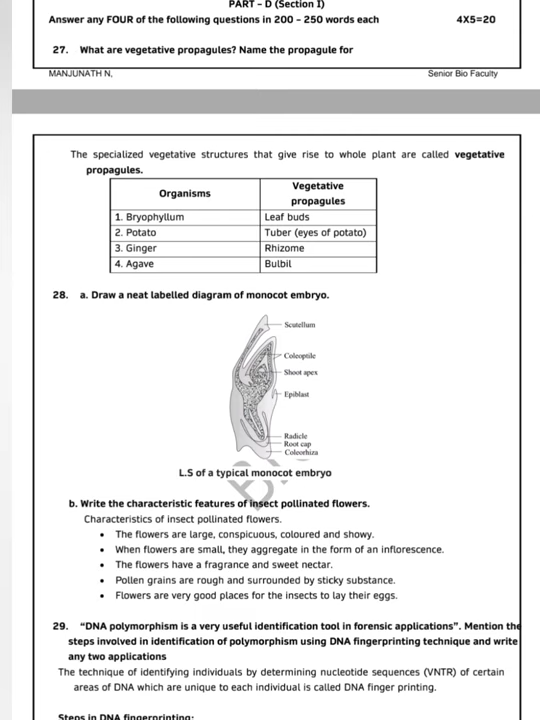 PART – D (Section I)
Answer any FOUR of the following questions in 200 – 250 words each 4X5=20
27. What are vegetative propagules? Name the propagule for
MANJUNATH N, Senior Bio Faculty
The specialized vegetative structures that give rise to whole plant are called vegetative
propagules.
Organisms Vegetative
propagules
1. Bryophyllum Leaf buds
2. Potato Tuber (eyes of potato)
3. Ginger Rhizome
4. Agave Bulbil
28. a. Draw a neat labelled diagram of monocot embryo.
Scutellum
Coleoptile
Shoot apex
Epiblast
Radicle
Root cap
Coleorhiza
L.S of a typical monocot embryo
b. Write the characteristic features of insect pollinated flowers.
Characteristics of insect pollinated flowers.
• The flowers are large, conspicuous, coloured and showy.
• When flowers are small, they aggregate in the form of an inflorescence.
• The flowers have a fragrance and sweet nectar.
• Pollen grains are rough and surrounded by sticky substance.
• Flowers are very good places for the insects to lay their eggs.
29. “DNA polymorphism is a very useful identification tool in forensic applications”. Mention the
steps involved in identification of polymorphism using DNA fingerprinting technique and write
any two applications
The technique of identifying individuals by determining nucleotide sequences (VNTR) of certain
areas of DNA which are unique to each individual is called DNA finger printing.
Steps in DNA fingerprinting: